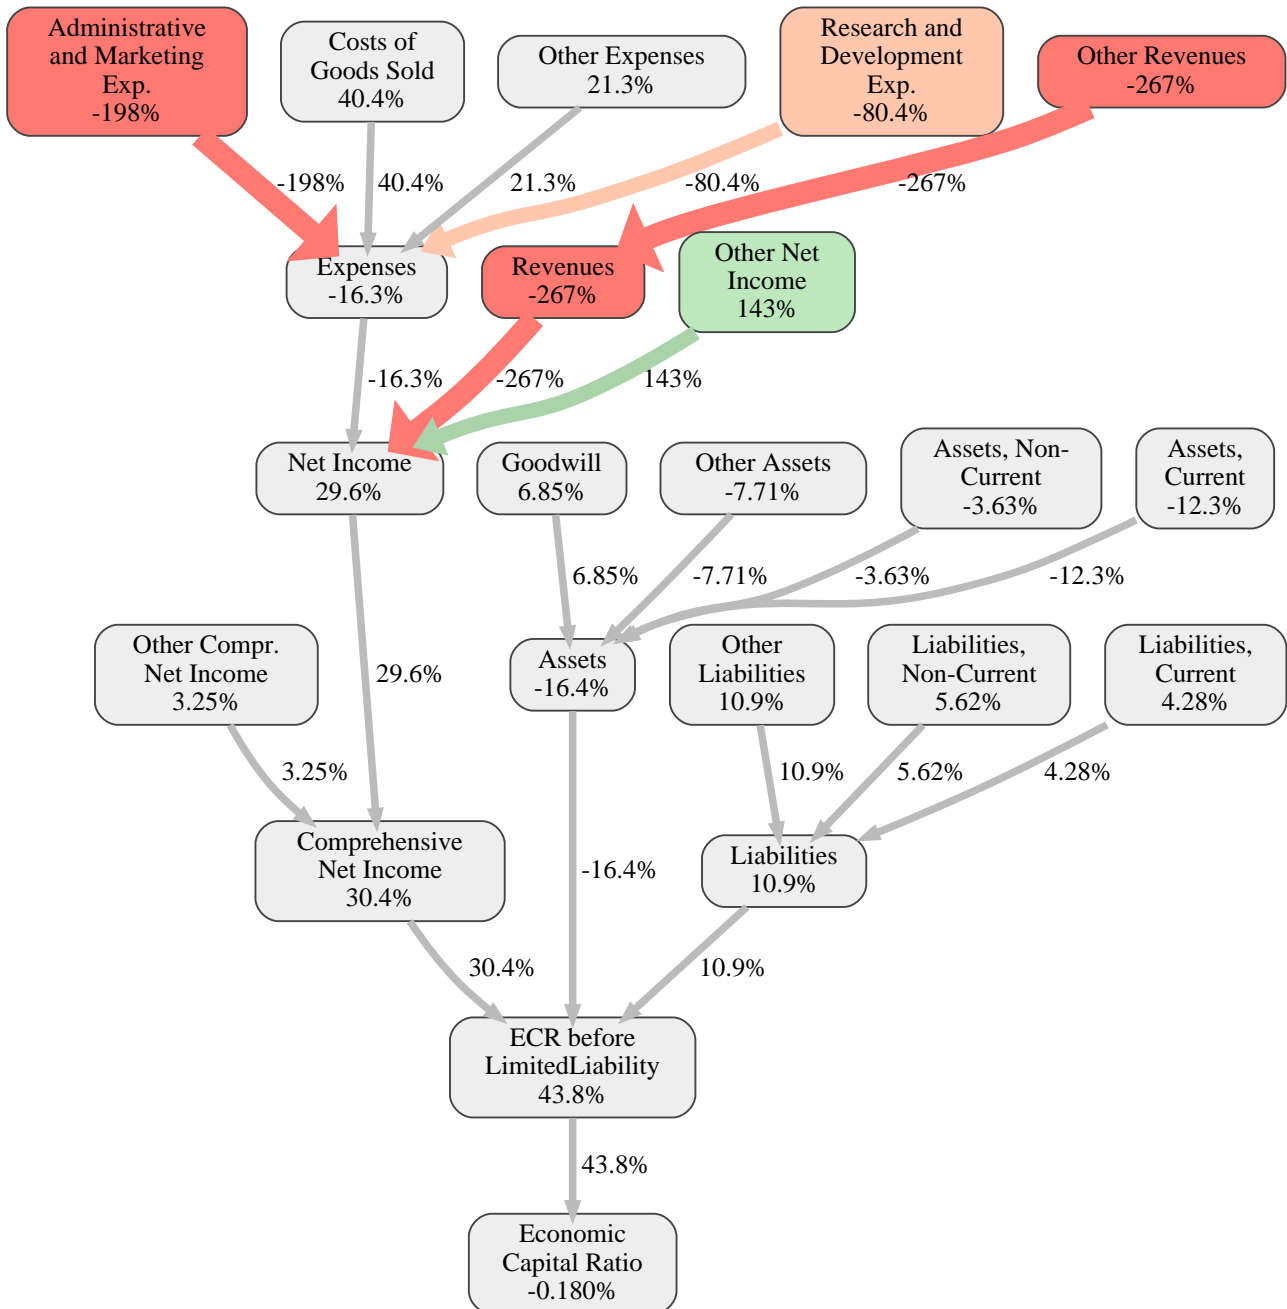 Administrative
and Marketing
Exp.
-198%
Costs of
Goods Sold
40.4%
Other Expenses
21.3%
Research and
Development
Exp.
-80.4%
Other Revenues
-267%
-198%
40.4%
21.3%
-80.4%
-267%
Expenses
-16.3%
Revenues
-267%
Other Net
Income
143%
-16.3%
-267%
143%
Net Income
29.6%
Goodwill
6.85%
Other Assets
-7.71%
Assets, Non-
Current
-3.63%
Assets,
Current
-12.3%
6.85%
-7.71%
-3.63%
-12.3%
Other Compr.
Net Income
3.25%
29.6%
Assets
-16.4%
Other
Liabilities
10.9%
Liabilities,
Non-Current
5.62%
Liabilities,
Current
4.28%
3.25%
10.9%
5.62%
4.28%
Comprehensive
Net Income
30.4%
-16.4%
Liabilities
10.9%
30.4%
10.9%
ECR before
LimitedLiability
43.8%
43.8%
Economic
Capital Ratio
-0.180%